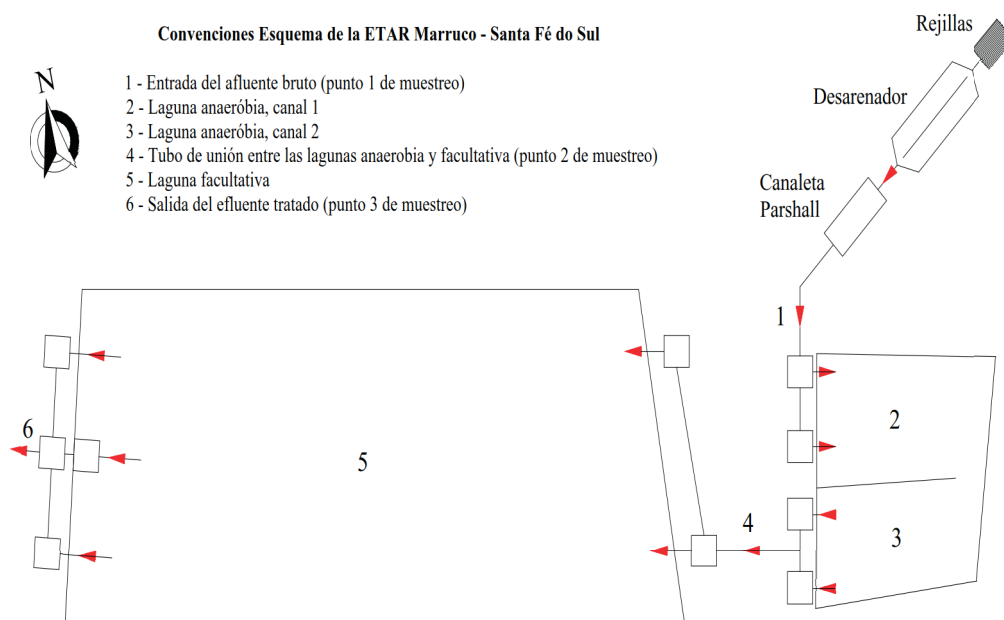 Convenciones Esquema de la ETAR Marruco - Santa Fé do Sul
N
1 - Entrada del afluente bruto (punto 1 de muestreo)
2 - Laguna anaeróbia, canal 1
3 - Laguna anaeróbia, canal 2
4 - Tubo de unión entre las lagunas anaerobia y facultativa (punto 2 de muestreo)
5 - Laguna facultativa
6 - Salida del efluente tratado (punto 3 de muestreo)
Rejillas
Desarenador
Canaleta
Parshall
1
2
3
4
5
6